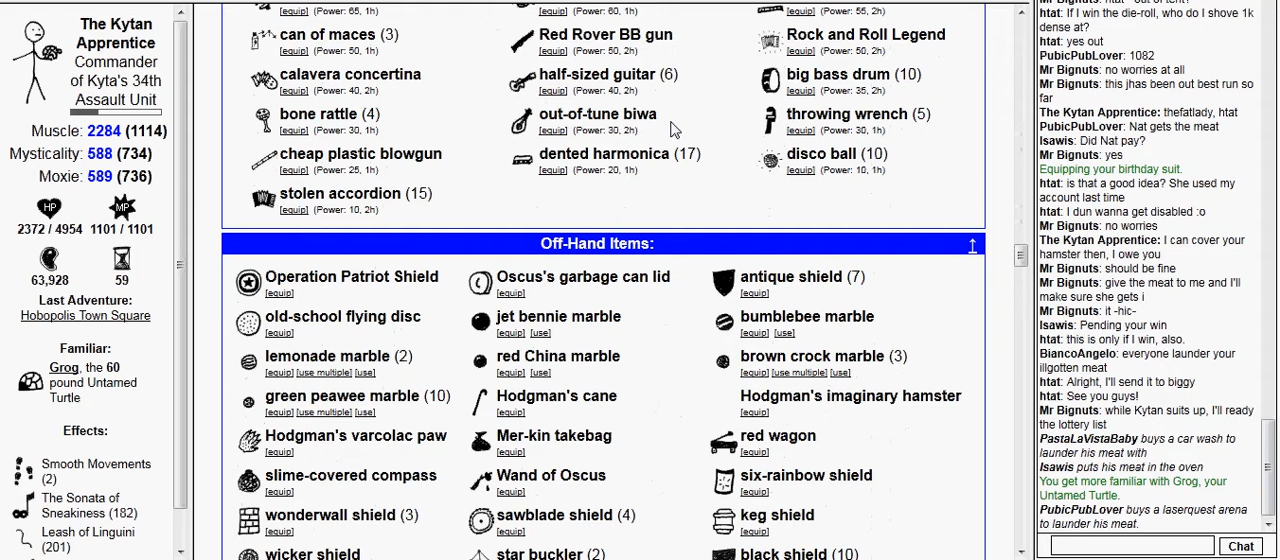 The Kytan
Apprentice
Commander
of Kyta's 34th
Assault Unit
Muscle: 2284 (1114)
Mysticality: 588 (734)
Moxie: 589 (736)
HP MP
2372 / 4954 1101 / 1101
63,928 59
Last Adventure:
Hobopolis Town Square
Familiar:
Grog, the 60
pound Untamed
Turtle
Effects:
Smooth Movements
(2)
The Sonata of
Sneakiness (182)
Leash of Linguini
(201)
[equip] (Power: 65, 1h) [equip] (Power: 60, 1h) [equip] (Power: 55, 2h)
can of maces (3) Red Rover BB gun Rock and Roll Legend
[equip] (Power: 50, 1h) [equip] (Power: 50, 2h) [equip] (Power: 50, 2h)
calavera concertina half-sized guitar (6) big bass drum (10)
[equip] (Power: 40, 2h) [equip] (Power: 40, 2h) [equip] (Power: 35, 2h)
bone rattle (4) out-of-tune biwa throwing wrench (5)
[equip] (Power: 30, 1h) [equip] (Power: 30, 2h) [equip] (Power: 30, 1h)
cheap plastic blowgun dented harmonica (17) disco ball (10)
[equip] (Power: 25, 1h) [equip] (Power: 20, 1h) [equip] (Power: 10, 1h)
stolen accordion (15)
[equip] (Power: 10, 2h)
Off-Hand Items: ↑
Operation Patriot Shield Oscus's garbage can lid antique shield (7)
[equip] [equip] [equip]
old-school flying disc jet bennie marble bumblebee marble
[equip] [equip] [use] [equip] [use]
lemonade marble (2) red China marble brown crock marble (3)
[equip] [use multiple] [use] [equip] [use] [equip] [use multiple] [use]
green peawee marble (10) Hodgman's cane Hodgman's imaginary hamster
[equip] [use multiple] [use] [equip] [equip]
Hodgman's varcolac paw Mer-kin takebag red wagon
[equip] [equip] [equip]
slime-covered compass Wand of Oscus six-rainbow shield
[equip] [equip] [equip]
wonderwall shield (3) sawblade shield (4) keg shield
[equip] [equip] [equip]
wicker shield star buckler (2) black shield (10)
htat: If I win the die-roll, who do I shove 1k
dense at?
htat: yes out
PubicPubLover: 1082
Mr Bignuts: no worries at all
Mr Bignuts: this jhas been out best run so
far
The Kytan Apprentice: thefatlady, htat
PubicPubLover: Nat gets the meat
Isawis: Did Nat pay?
Mr Bignuts: yes
Equipping your birthday suit.
htat: is that a good idea? She used my
account last time
htat: I dun wanna get disabled :o
Mr Bignuts: no worries
The Kytan Apprentice: I can cover your
hamster then, I owe you
Mr Bignuts: should be fine
Mr Bignuts: give the meat to me and I'll
make sure she gets i
Mr Bignuts: it -hic-
Isawis: Pending your win
htat: this is only if I win, also.
BiancoAngelo: everyone launder your
illgotten meat
htat: Alright, I'll send it to biggy
htat: See you guys!
Mr Bignuts: while Kytan suits up, I'll ready
the lottery list
PastaLaVistaBaby buys a car wash to
launder his meat with
Isawis puts his meat in the oven
You get more familiar with Grog, your
Untamed Turtle.
PubicPubLover buys a laserquest arena
to launder his meat.
Chat